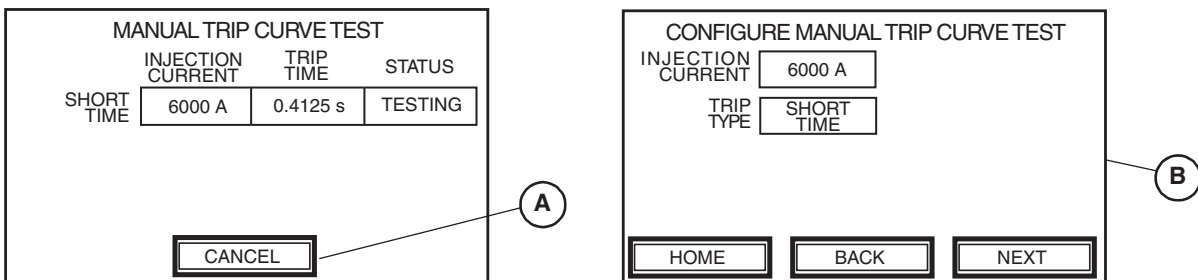 MANUAL TRIP CURVE TEST
INJECTION CURRENT TRIP TIME STATUS
SHORT TIME 6000 A 0.4125 s TESTING
CANCEL
A
CONFIGURE MANUAL TRIP CURVE TEST
INJECTION CURRENT 6000 A
TRIP TYPE SHORT TIME
HOME BACK NEXT
B